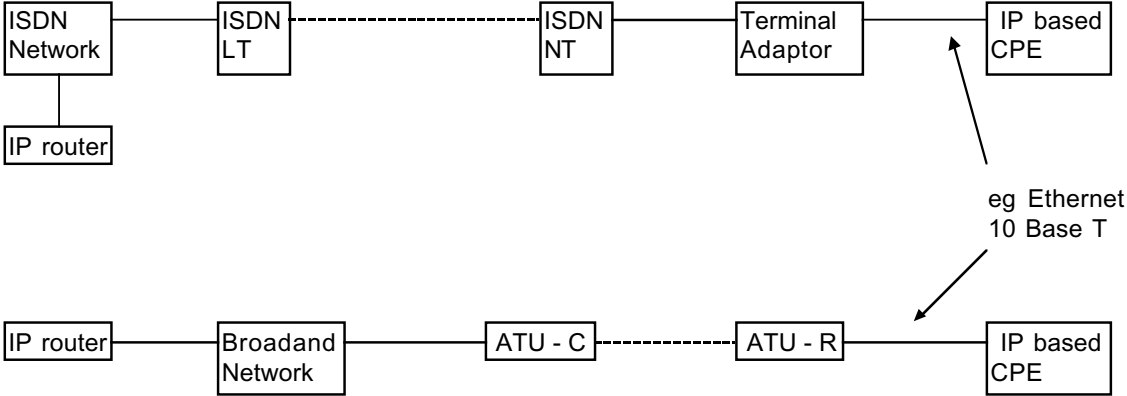 ISDN
Network
ISDN
LT
ISDN
NT
Terminal
Adaptor
IP based
CPE
IP router
eg Ethernet
10 Base T
IP router
Broadand
Network
ATU - C
ATU - R
IP based
CPE